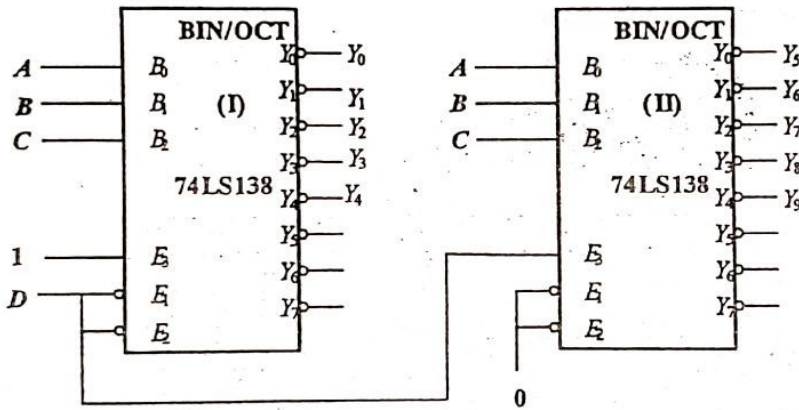 BIN/OCT
A B₀ Y₀ Y₀
B B₁ (I) Y₁ Y₁
C B₂ Y₂ Y₂
Y₃ Y₃
74LS138 Y₄ Y₄
Y₅
1 E₃ Y₆
D E₁ Y₇
E₂
BIN/OCT
A B₀ Y₀ Y₅
B B₁ (II) Y₁ Y₆
C B₂ Y₂ Y₇
Y₃ Y₈
74LS138 Y₄ Y₉
Y₅
E₃ Y₆
E₁ Y₇
E₂
0